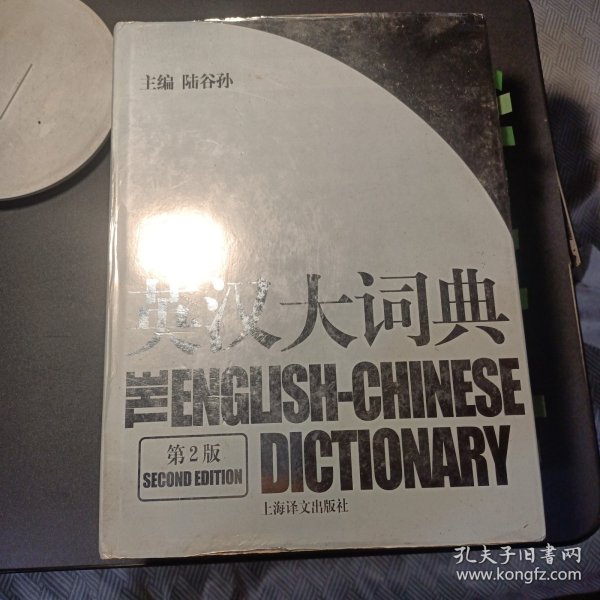 主编 陆谷孙
英汉大词典
THE ENGLISH-CHINESE
DICTIONARY
第2版
SECOND EDITION
上海译文出版社
孔夫子旧书网
www.kongfz.com